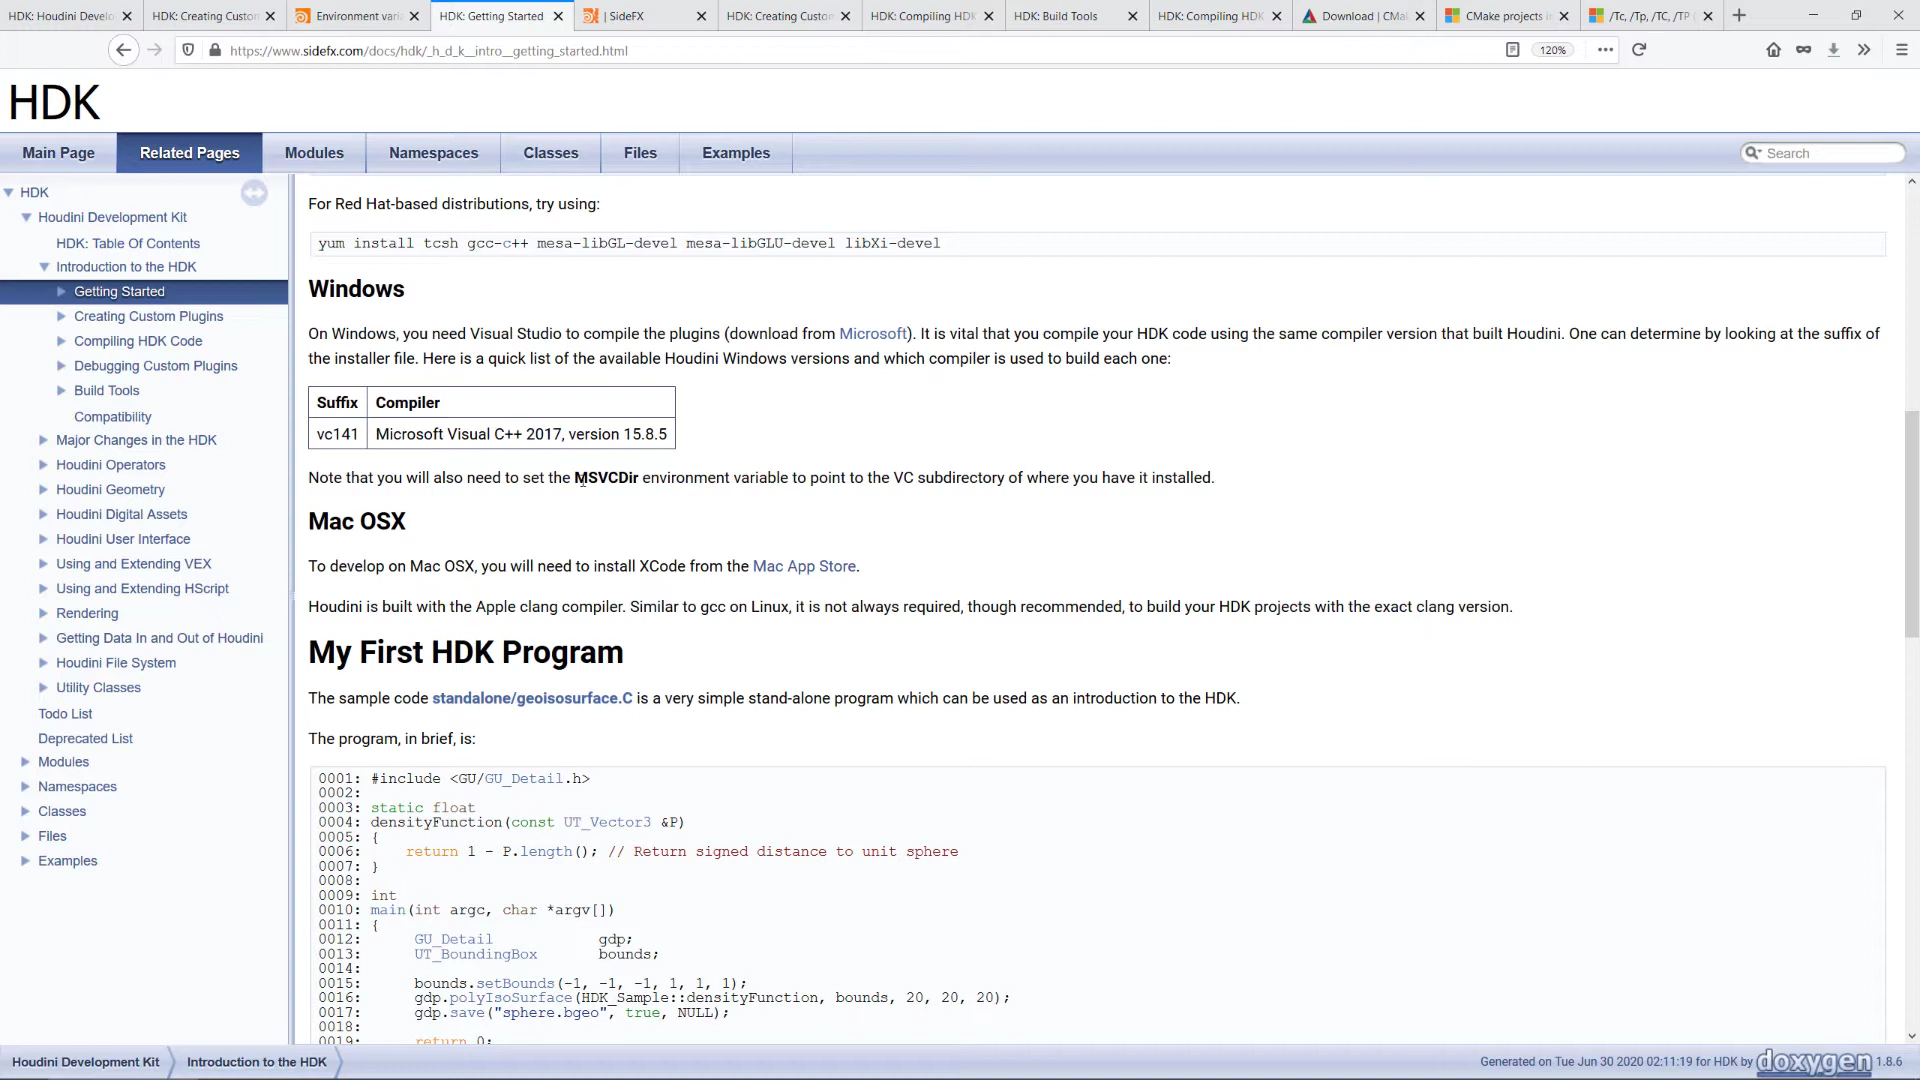 HDK: Houdini Develo
HDK: Creating Custo
Environment vari
HDK: Getting Started
| SideFX
HDK: Creating Custo
HDK: Compiling HDK
HDK: Build Tools
HDK: Compiling HDK
Download | CMak
CMake projects i
/Tc, /Tp, /TC, /TP (
https://www.sidefx.com/docs/hdk/_h_d_k__intro__getting_started.html
120%
HDK
Main Page
Related Pages
Modules
Namespaces
Classes
Files
Examples
Search
HDK
Houdini Development Kit
HDK: Table Of Contents
Introduction to the HDK
Getting Started
Creating Custom Plugins
Compiling HDK Code
Debugging Custom Plugins
Build Tools
Compatibility
Major Changes in the HDK
Houdini Operators
Houdini Geometry
Houdini Digital Assets
Houdini User Interface
Using and Extending VEX
Using and Extending HScript
Rendering
Getting Data In and Out of Houdini
Houdini File System
Utility Classes
Todo List
Deprecated List
Modules
Namespaces
Classes
Files
Examples
For Red Hat-based distributions, try using:
yum install tcsh gcc-c++ mesa-libGL-devel mesa-libGLU-devel libXi-devel
Windows
On Windows, you need Visual Studio to compile the plugins (download from Microsoft). It is vital that you compile your HDK code using the same compiler version that built Houdini. One can determine by looking at the suffix of
the installer file. Here is a quick list of the available Houdini Windows versions and which compiler is used to build each one:
Suffix Compiler
vc141 Microsoft Visual C++ 2017, version 15.8.5
Note that you will also need to set the MSVCDir environment variable to point to the VC subdirectory of where you have it installed.
Mac OSX
To develop on Mac OSX, you will need to install XCode from the Mac App Store.
Houdini is built with the Apple clang compiler. Similar to gcc on Linux, it is not always required, though recommended, to build your HDK projects with the exact clang version.
My First HDK Program
The sample code standalone/geoisosurface.C is a very simple stand-alone program which can be used as an introduction to the HDK.
The program, in brief, is:
0001: #include <GU/GU_Detail.h>
0002:
0003: static float
0004: densityFunction(const UT_Vector3 &P)
0005: {
0006:     return 1 - P.length(); // Return signed distance to unit sphere
0007: }
0008:
0009: int
0010: main(int argc, char *argv[])
0011: {
0012:     GU_Detail            gdp;
0013:     UT_BoundingBox       bounds;
0014:
0015:     bounds.setBounds(-1, -1, -1, 1, 1, 1);
0016:     gdp.polyIsoSurface(HDK_Sample::densityFunction, bounds, 20, 20, 20);
0017:     gdp.save("sphere.bgeo", true, NULL);
0018:
0019:     return 0;
Houdini Development Kit
Introduction to the HDK
Generated on Tue Jun 30 2020 02:11:19 for HDK by doxygen 1.8.6